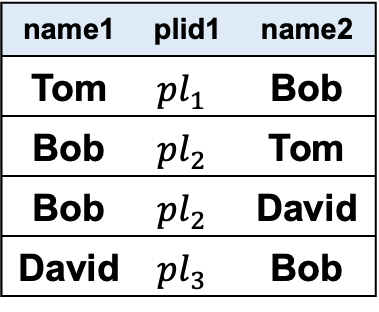 name1 plid1 name2
Tom pl₁ Bob
Bob pl₂ Tom
Bob pl₂ David
David pl₃ Bob